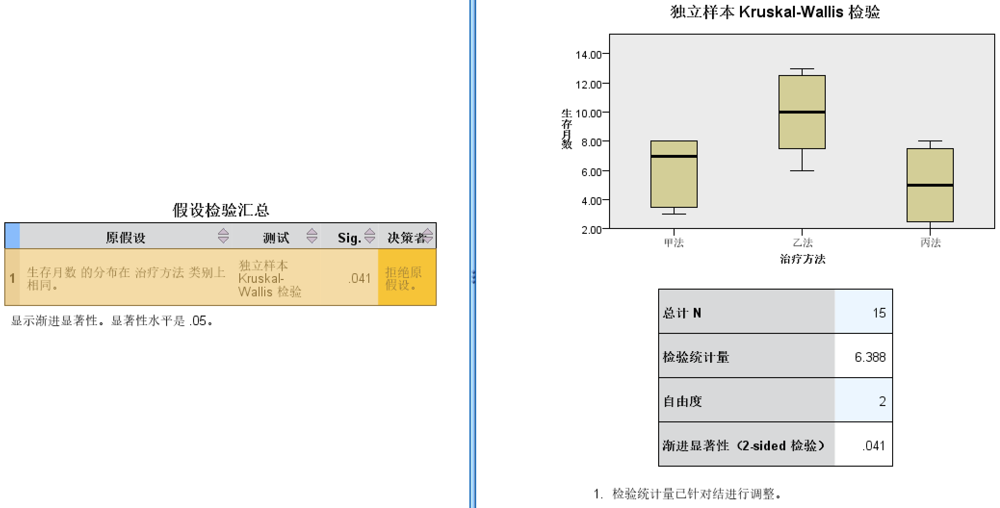 假设检验汇总
原假设 测试 Sig. 决策者
1 生存月数 的分布在 治疗方法 类别上
相同。
独立样本
Kruskal-
Wallis 检验
.041
拒绝原
假设。
显示渐进显著性。显著性水平是 .05。
独立样本 Kruskal-Wallis 检验
生存月数
14.00
12.00
10.00
8.00
6.00
4.00
2.00
甲法 乙法 丙法
治疗方法
总计 N 15
检验统计量 6.388
自由度 2
渐进显著性（2-sided 检验） .041
1. 检验统计量已针对结进行调整。